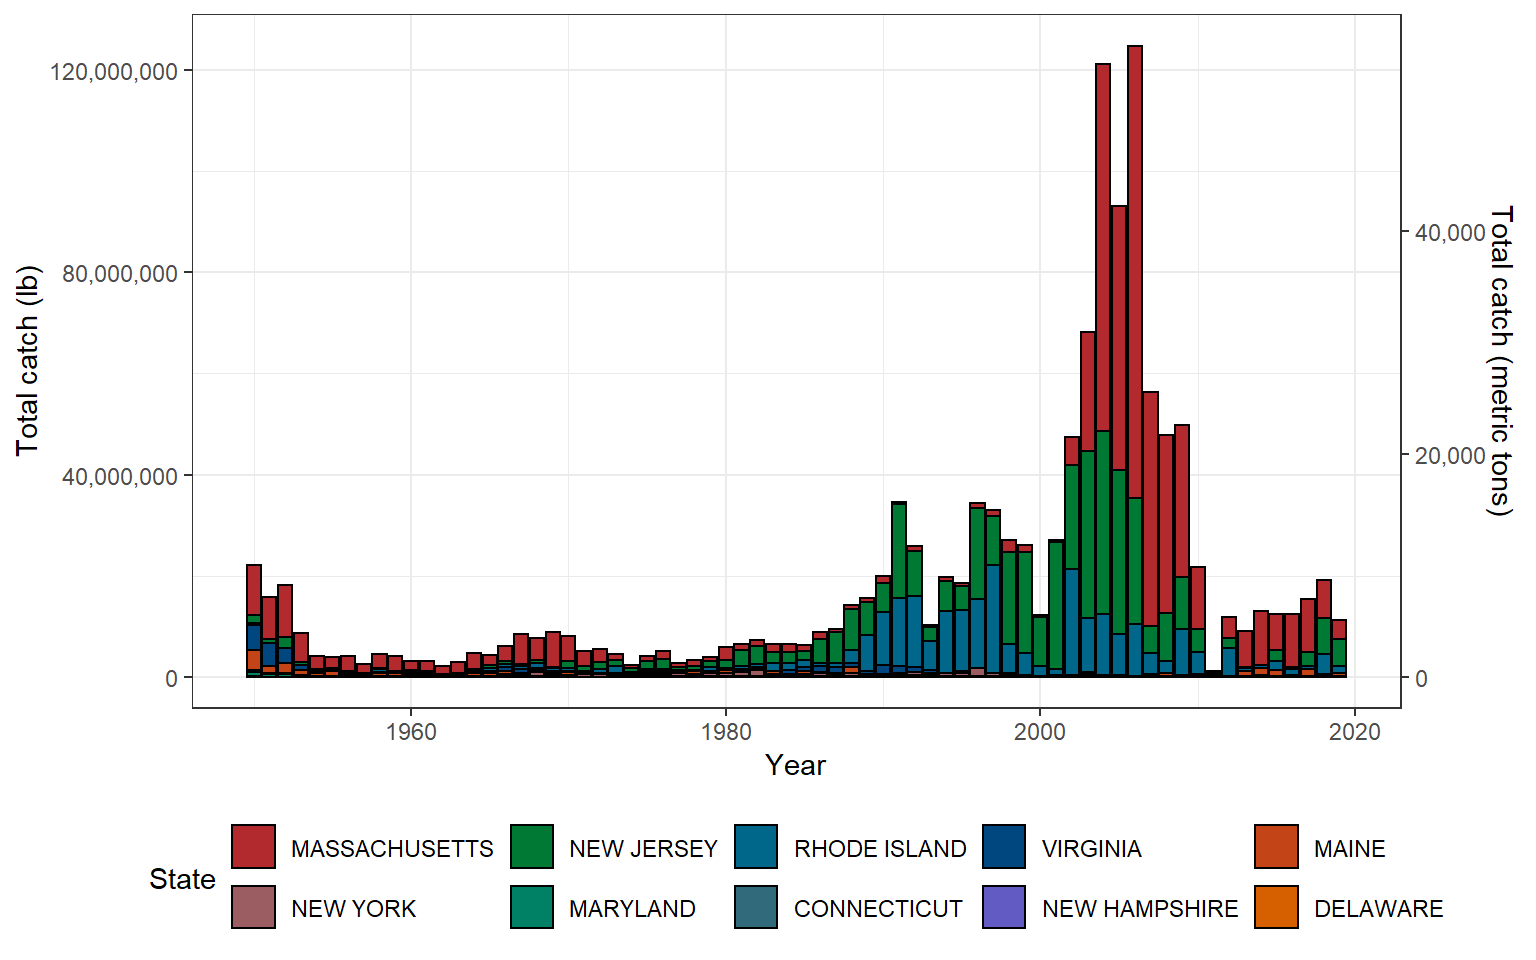 120,000,000
80,000,000
40,000,000
0
Total catch (lb)
40,000
20,000
0
Total catch (metric tons)
1960 1980 2000 2020
Year
State
MASSACHUSETTS NEW JERSEY RHODE ISLAND VIRGINIA MAINE
NEW YORK MARYLAND CONNECTICUT NEW HAMPSHIRE DELAWARE